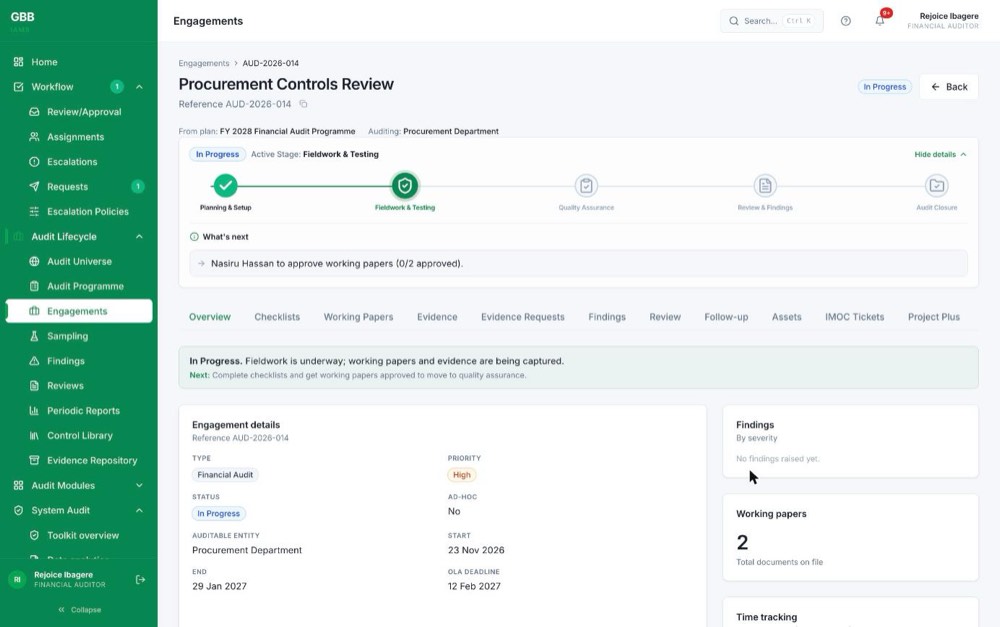 GBB
Home
Workflow 1
Review/Approval
Assignments
Escalations
Requests 1
Escalation Policies
Audit Lifecycle
Audit Universe
Audit Programme
Engagements
Sampling
Findings
Reviews
Periodic Reports
Control Library
Evidence Repository
Audit Modules
System Audit
Toolkit overview
RI Rejoice Ibagere
FINANCIAL AUDITOR
Collapse
Engagements
Search... Ctrl K
9+
Rejoice Ibagere
FINANCIAL AUDITOR
Engagements > AUD-2026-014
Procurement Controls Review
Reference AUD-2026-014
In Progress
← Back
From plan: FY 2028 Financial Audit Programme Auditing: Procurement Department
In Progress Active Stage: Fieldwork & Testing
Hide details
Planning & Setup
Fieldwork & Testing
Quality Assurance
Review & Findings
Audit Closure
What's next
→ Nasiru Hassan to approve working papers (0/2 approved).
Overview Checklists Working Papers Evidence Evidence Requests Findings Review Follow-up Assets IMOC Tickets Project Plus
In Progress. Fieldwork is underway; working papers and evidence are being captured.
Next: Complete checklists and get working papers approved to move to quality assurance.
Engagement details
Reference AUD-2026-014
TYPE
Financial Audit
PRIORITY
High
STATUS
In Progress
AD-HOC
No
AUDITABLE ENTITY
Procurement Department
START
23 Nov 2026
END
29 Jan 2027
OLA DEADLINE
12 Feb 2027
Findings
By severity
No findings raised yet.
Working papers
2
Total documents on file
Time tracking